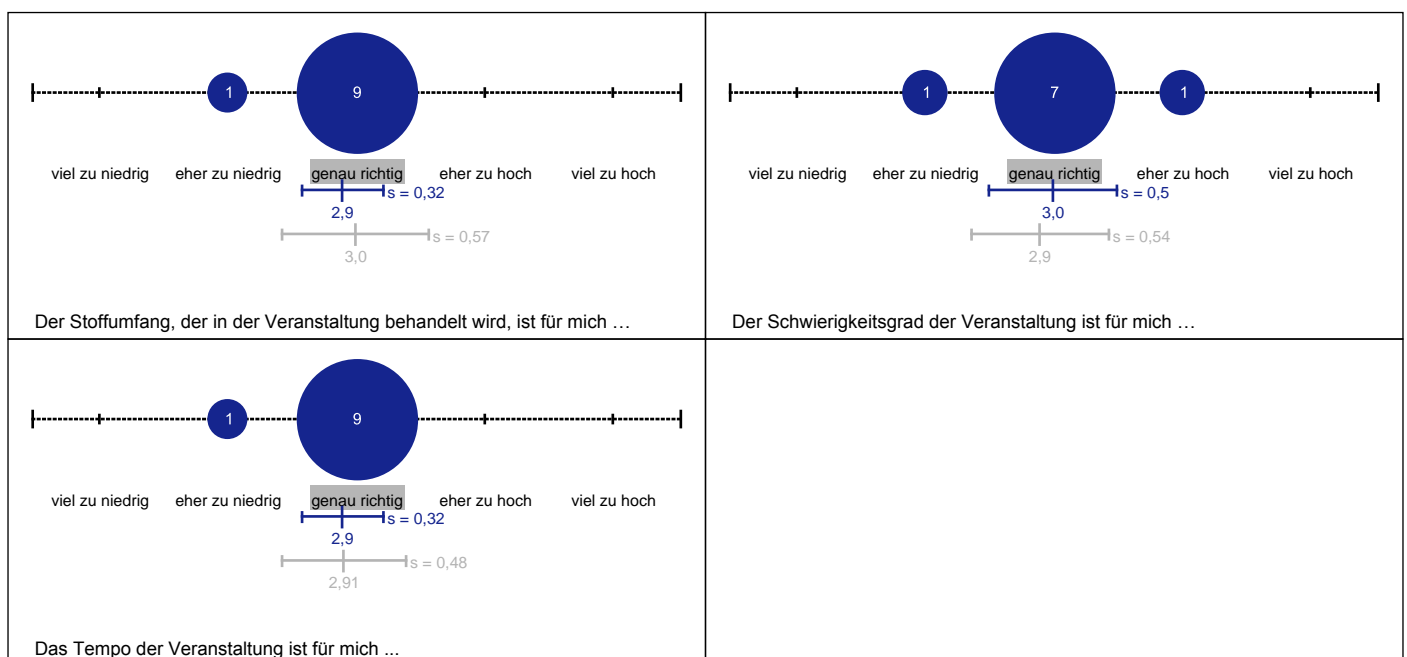 1 9
viel zu niedrig eher zu niedrig genau richtig eher zu hoch viel zu hoch
s = 0,32
2,9
s = 0,57
3,0
Der Stoffumfang, der in der Veranstaltung behandelt wird, ist für mich …
1 7 1
viel zu niedrig eher zu niedrig genau richtig eher zu hoch viel zu hoch
s = 0,5
3,0
s = 0,54
2,9
Der Schwierigkeitsgrad der Veranstaltung ist für mich …
1 9
viel zu niedrig eher zu niedrig genau richtig eher zu hoch viel zu hoch
s = 0,32
2,9
s = 0,48
2,91
Das Tempo der Veranstaltung ist für mich ...